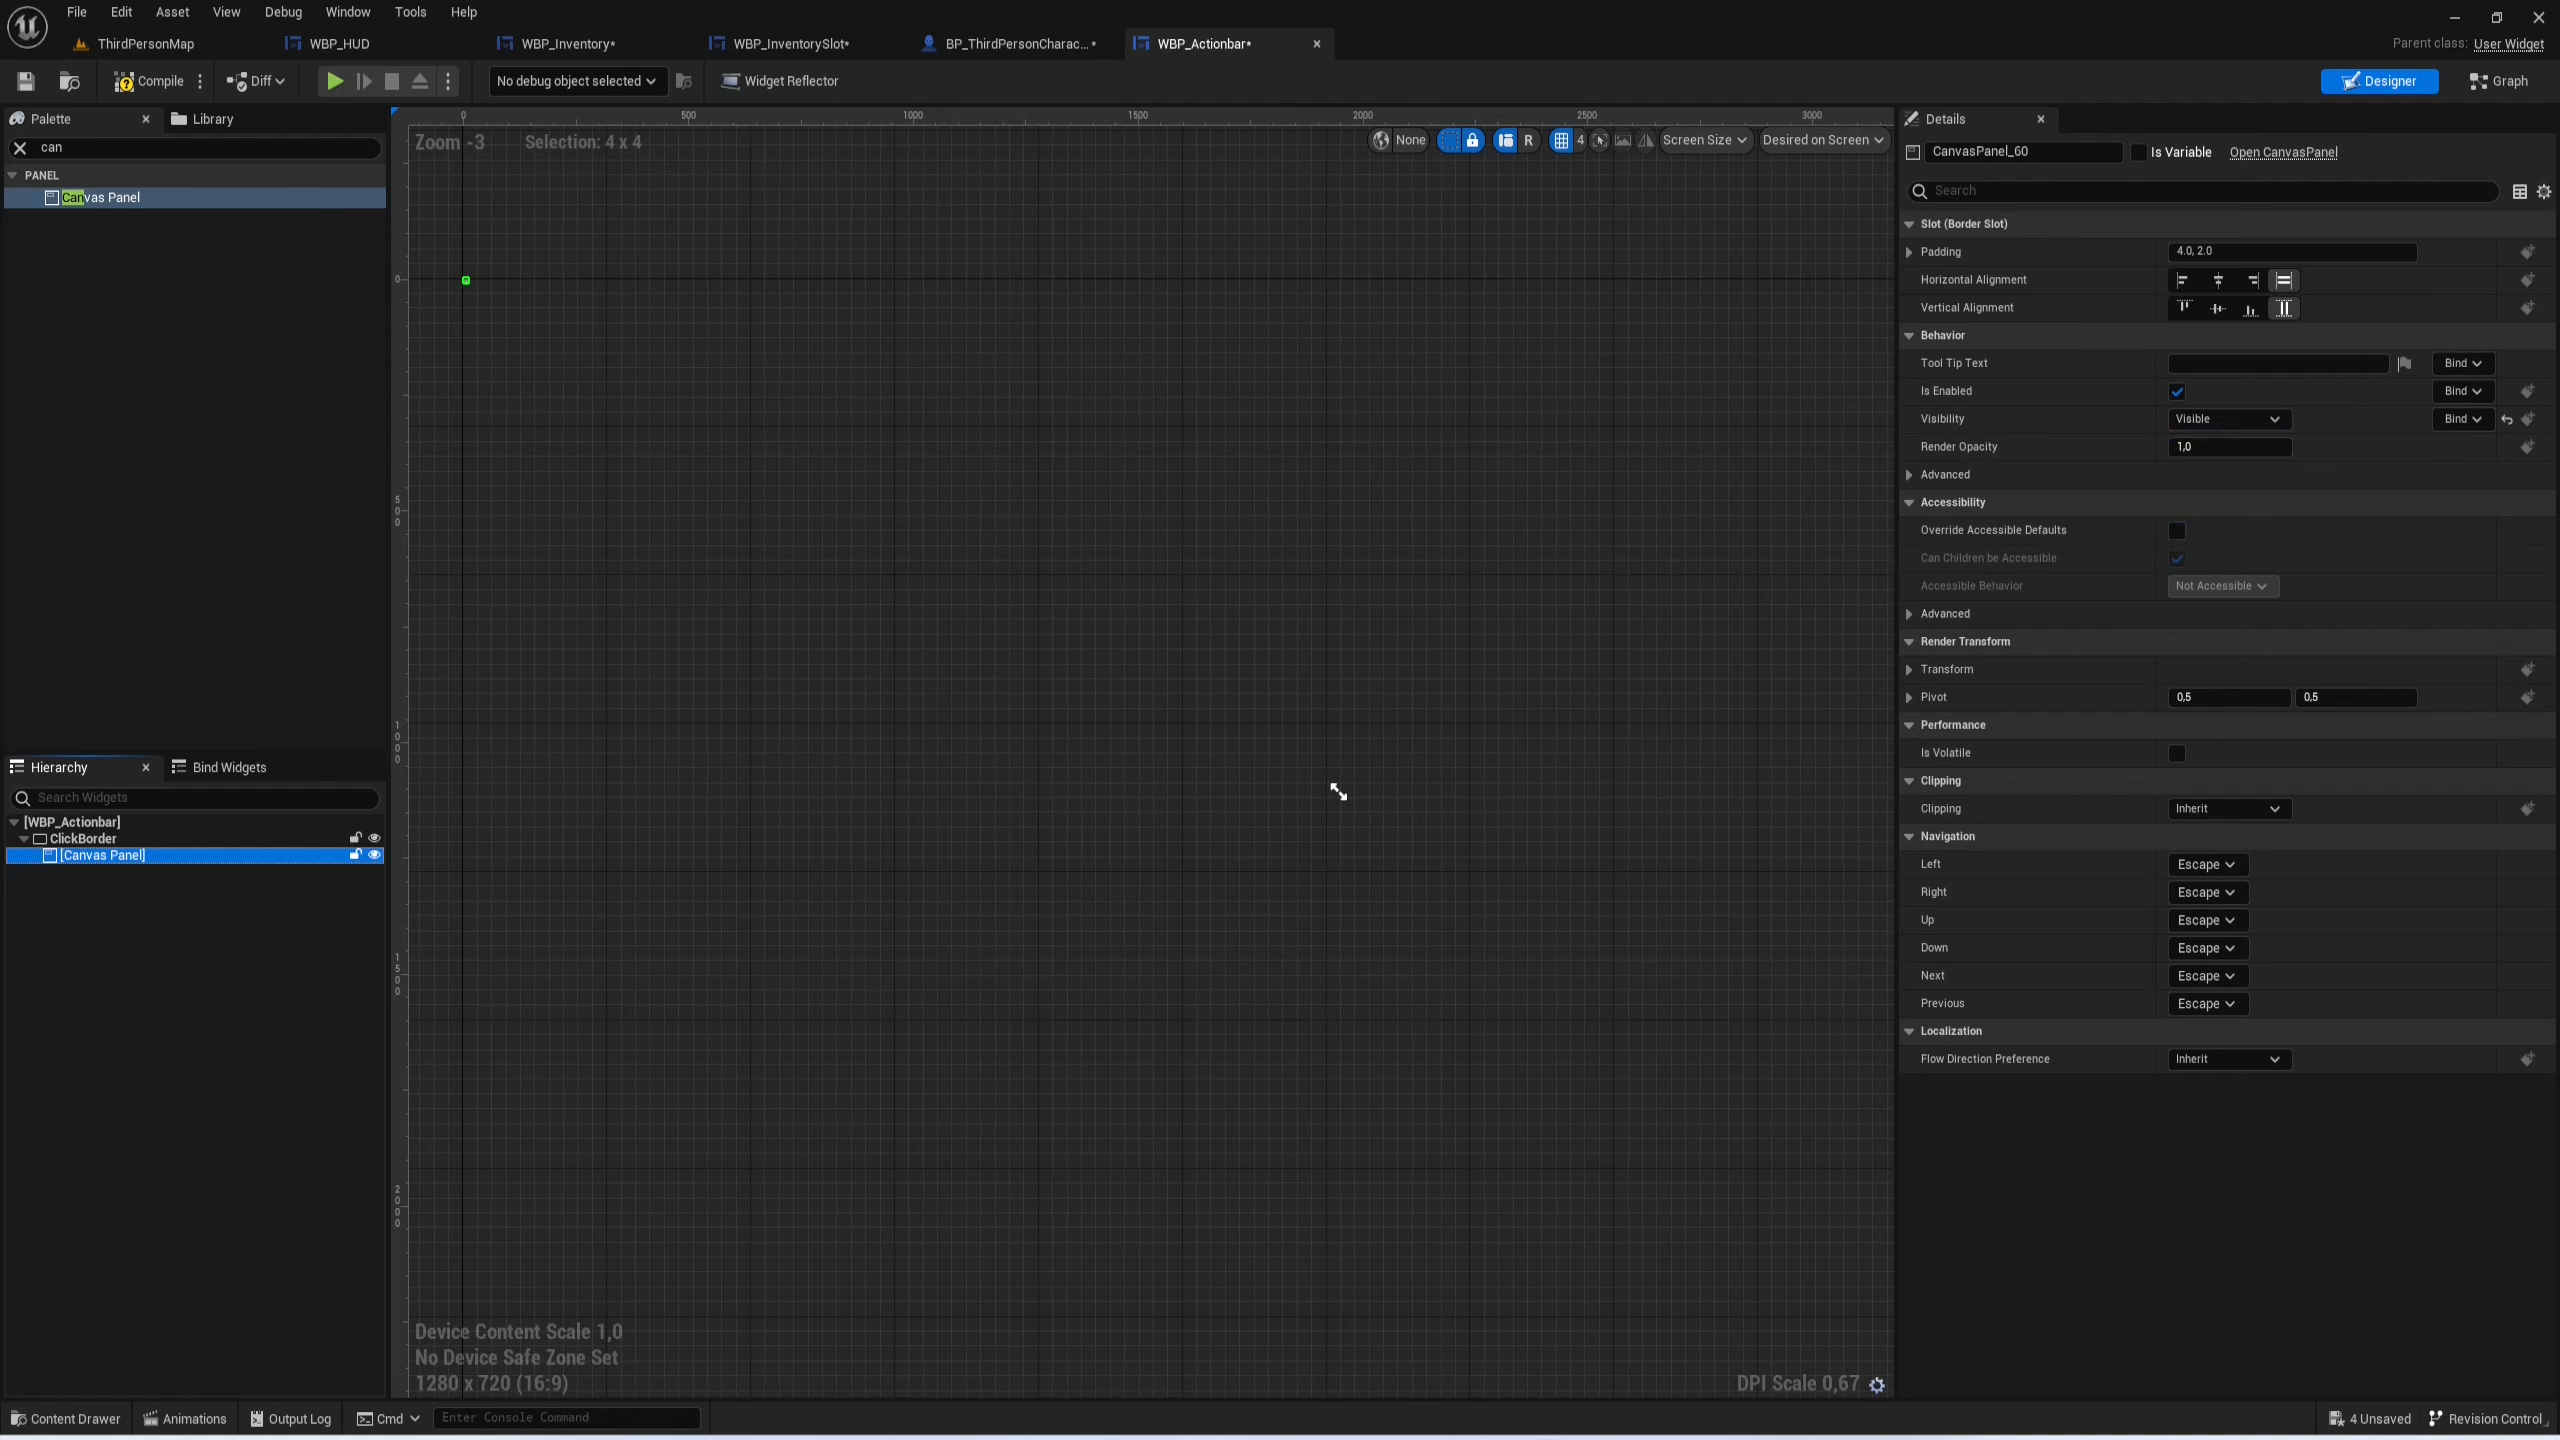 File Edit Asset View Debug Window Tools Help
ThirdPersonMap WBP_HUD WBP_Inventory* WBP_InventorySlot* BP_ThirdPersonCharac...* WBP_Actionbar* Parent class: User Widget
Compile Diff No debug object selected Widget Reflector Designer Graph
Palette Library
can
PANEL
Canvas Panel
0 500 1000 1500 2000 2500 3000
Zoom -3 Selection: 4 x 4 None R 4 Screen Size Desired on Screen
0
500
1000
1500
2000
Device Content Scale 1,0
No Device Safe Zone Set
1280 x 720 (16:9) DPI Scale 0,67
Hierarchy Bind Widgets
Search Widgets
[WBP_Actionbar]
ClickBorder
[Canvas Panel]
Details
CanvasPanel_60 Is Variable Open CanvasPanel
Search
Slot (Border Slot)
Padding 4.0, 2.0
Horizontal Alignment
Vertical Alignment
Behavior
Tool Tip Text Bind
Is Enabled Bind
Visibility Visible Bind
Render Opacity 1,0
Advanced
Accessibility
Override Accessible Defaults
Can Children be Accessible
Accessible Behavior Not Accessible
Advanced
Render Transform
Transform
Pivot 0,5 0,5
Performance
Is Volatile
Clipping
Clipping Inherit
Navigation
Left Escape
Right Escape
Up Escape
Down Escape
Next Escape
Previous Escape
Localization
Flow Direction Preference Inherit
Content Drawer Animations Output Log Cmd Enter Console Command 4 Unsaved Revision Control